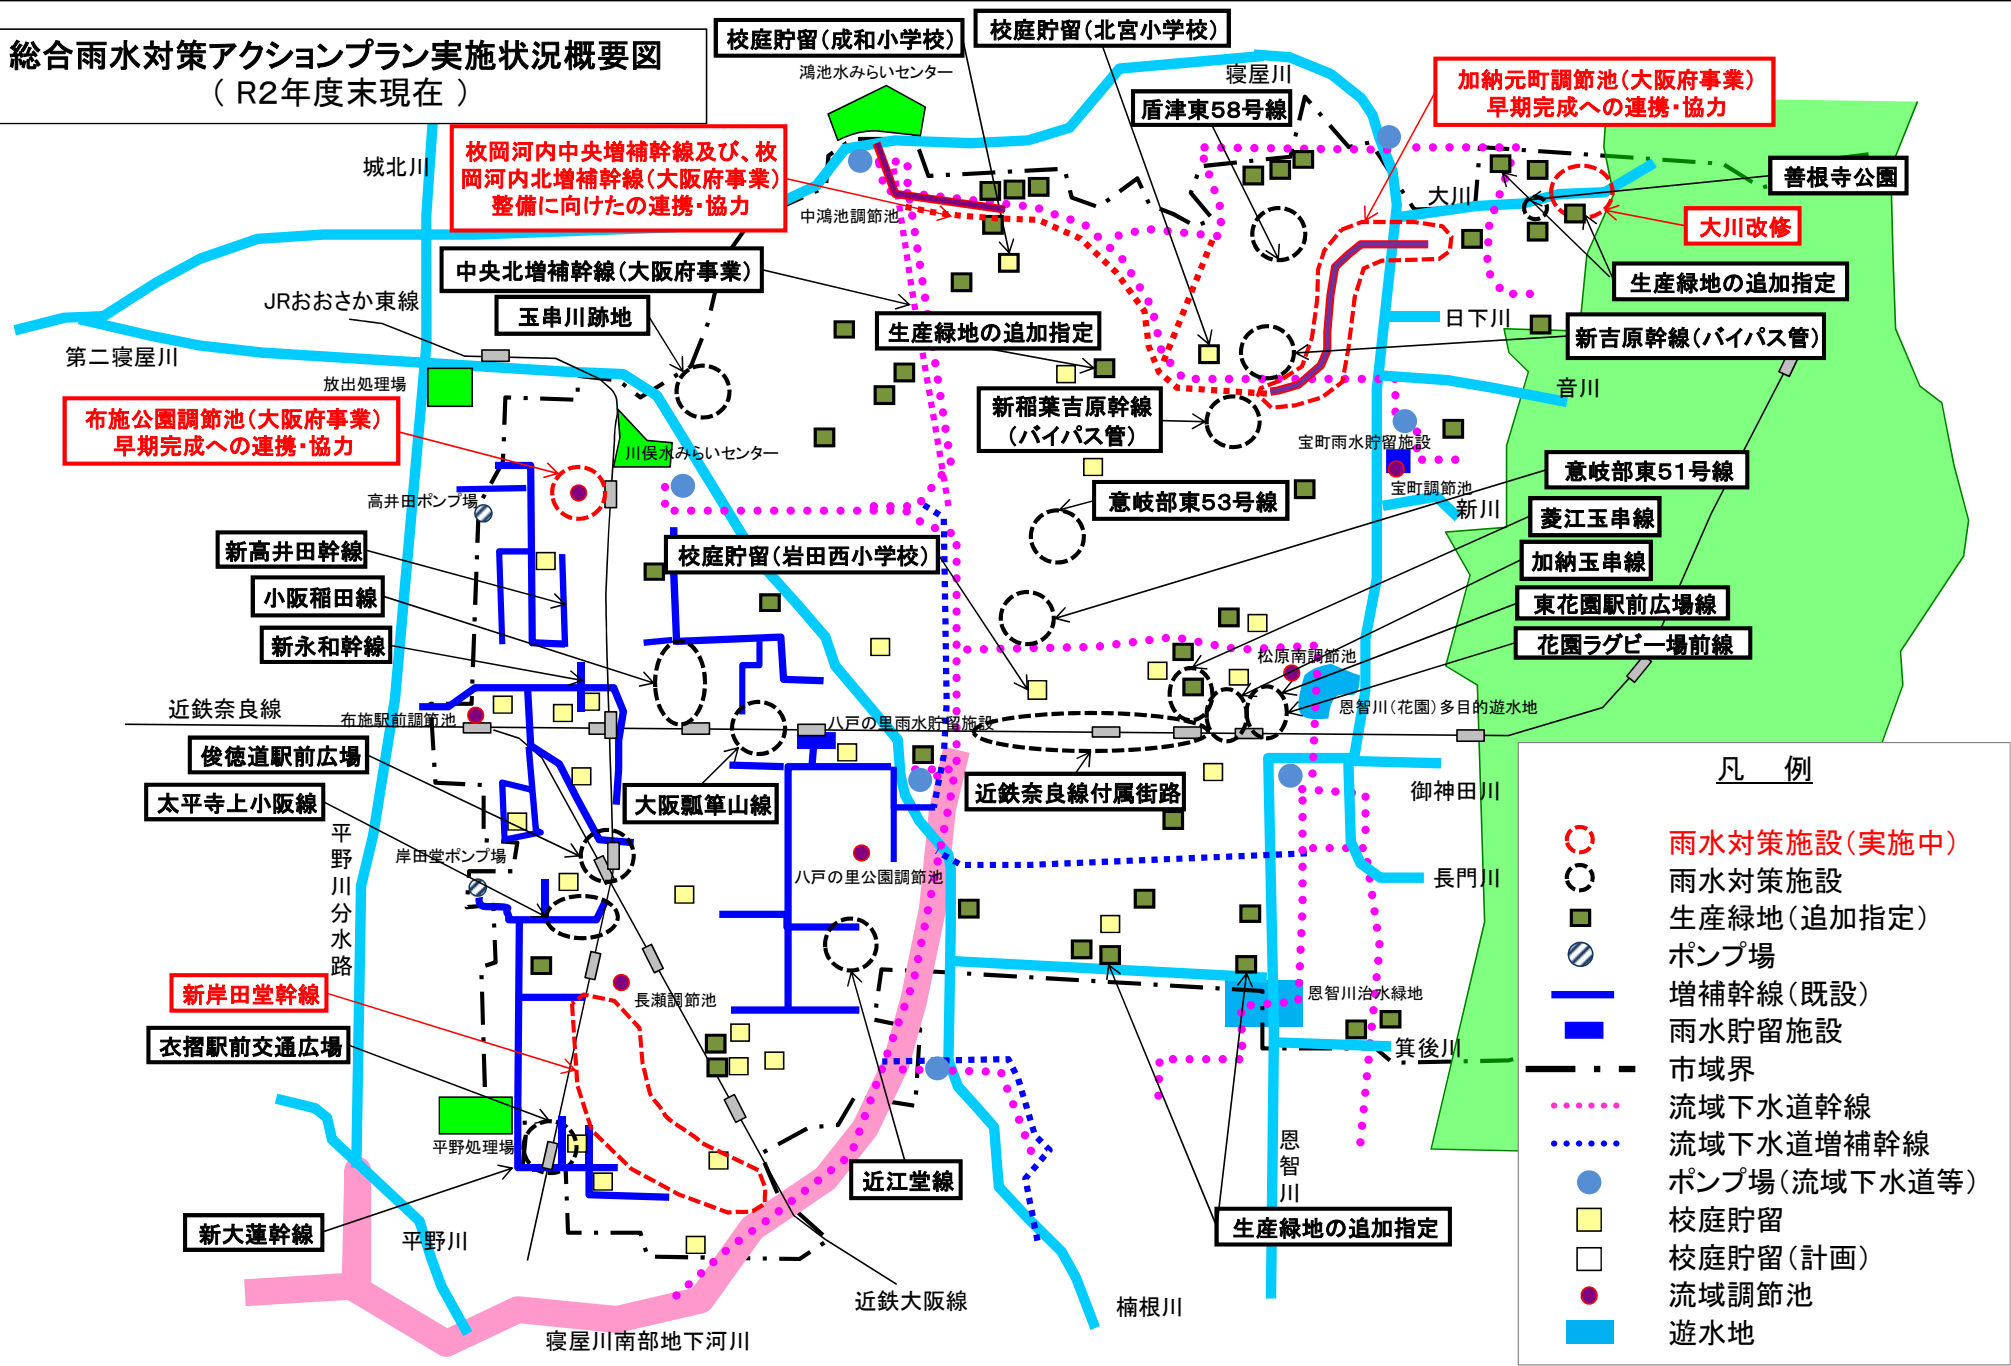 総合雨水対策アクションプラン実施状況概要図
（ R2年度末現在 ）
校庭貯留（成和小学校）
校庭貯留（北宮小学校）
鴻池水みらいセンター
寝屋川
盾津東58号線
加納元町調節池（大阪府事業）
早期完成への連携・協力
城北川
枚岡河内中央増補幹線及び、枚
岡河内北増補幹線（大阪府事業）
整備に向けたの連携・協力
善根寺公園
大川
中鴻池調節池
大川改修
中央北増補幹線（大阪府事業）
生産緑地の追加指定
JRおおさか東線
玉串川跡地
生産緑地の追加指定
日下川
新吉原幹線（バイパス管）
第二寝屋川
放出処理場
音川
布施公園調節池（大阪府事業）
早期完成への連携・協力
新稲葉吉原幹線
（バイパス管）
川俣水みらいセンター
宝町雨水貯留施設
意岐部東51号線
高井田ポンプ場
意岐部東53号線
宝町調節池
新川
菱江玉串線
新高井田幹線
校庭貯留（岩田西小学校）
加納玉串線
小阪稲田線
東花園駅前広場線
新永和幹線
花園ラグビー場前線
松原南調節池
近鉄奈良線
布施駅前調節池
八戸の里雨水貯留施設
恩智川（花園）多目的遊水地
俊徳道駅前広場
太平寺上小阪線
大阪瓢箪山線
近鉄奈良線付属街路
御神田川
平野川分水路
岸田堂ポンプ場
八戸の里公園調節池
長門川
新岸田堂幹線
長瀬調節池
恩智川治水緑地
衣摺駅前交通広場
箕後川
平野処理場
近江堂線
恩智川
新大蓮幹線
平野川
生産緑地の追加指定
近鉄大阪線
楠根川
寝屋川南部地下河川
凡　例
雨水対策施設（実施中）
雨水対策施設
生産緑地（追加指定）
ポンプ場
増補幹線（既設）
雨水貯留施設
市域界
流域下水道幹線
流域下水道増補幹線
ポンプ場（流域下水道等）
校庭貯留
校庭貯留（計画）
流域調節池
遊水地